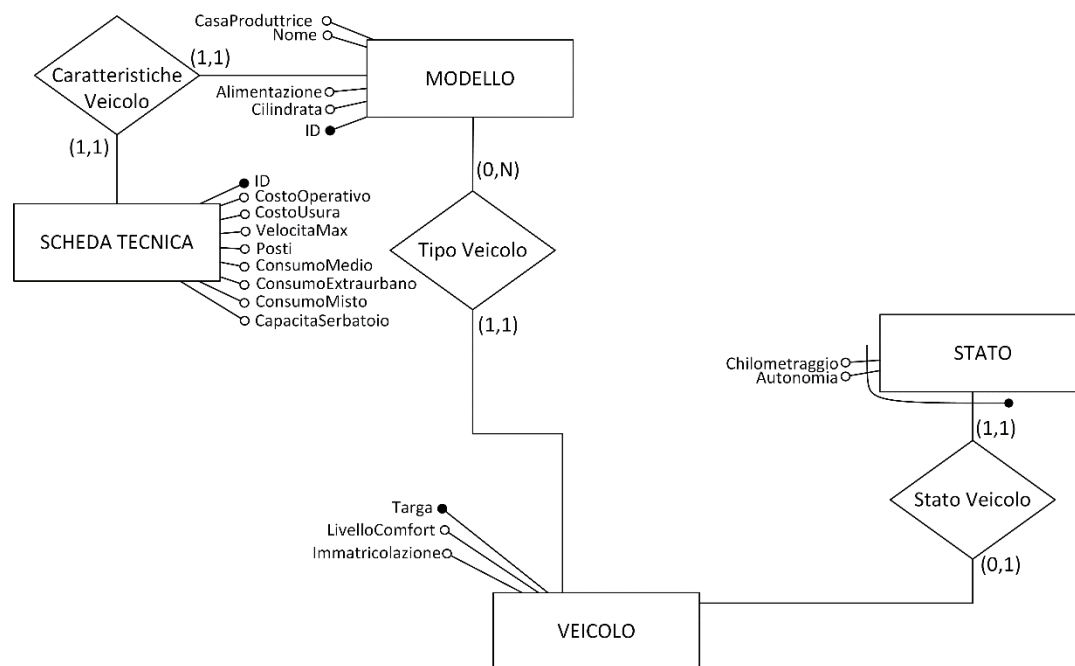 CasaProduttrice
Nome
(1,1)
Caratteristiche
Veicolo
MODELLO
Alimentazione
Cilindrata
ID
(1,1)
(0,N)
ID
CostoOperativo
CostoUsura
VelocitaMax
Posti
ConsumoMedio
ConsumoExtraurbano
ConsumoMisto
CapacitaSerbatoio
SCHEDA TECNICA
Tipo Veicolo
(1,1)
STATO
Chilometraggio
Autonomia
(1,1)
Stato Veicolo
(0,1)
Targa
LivelloComfort
Immatricolazione
VEICOLO